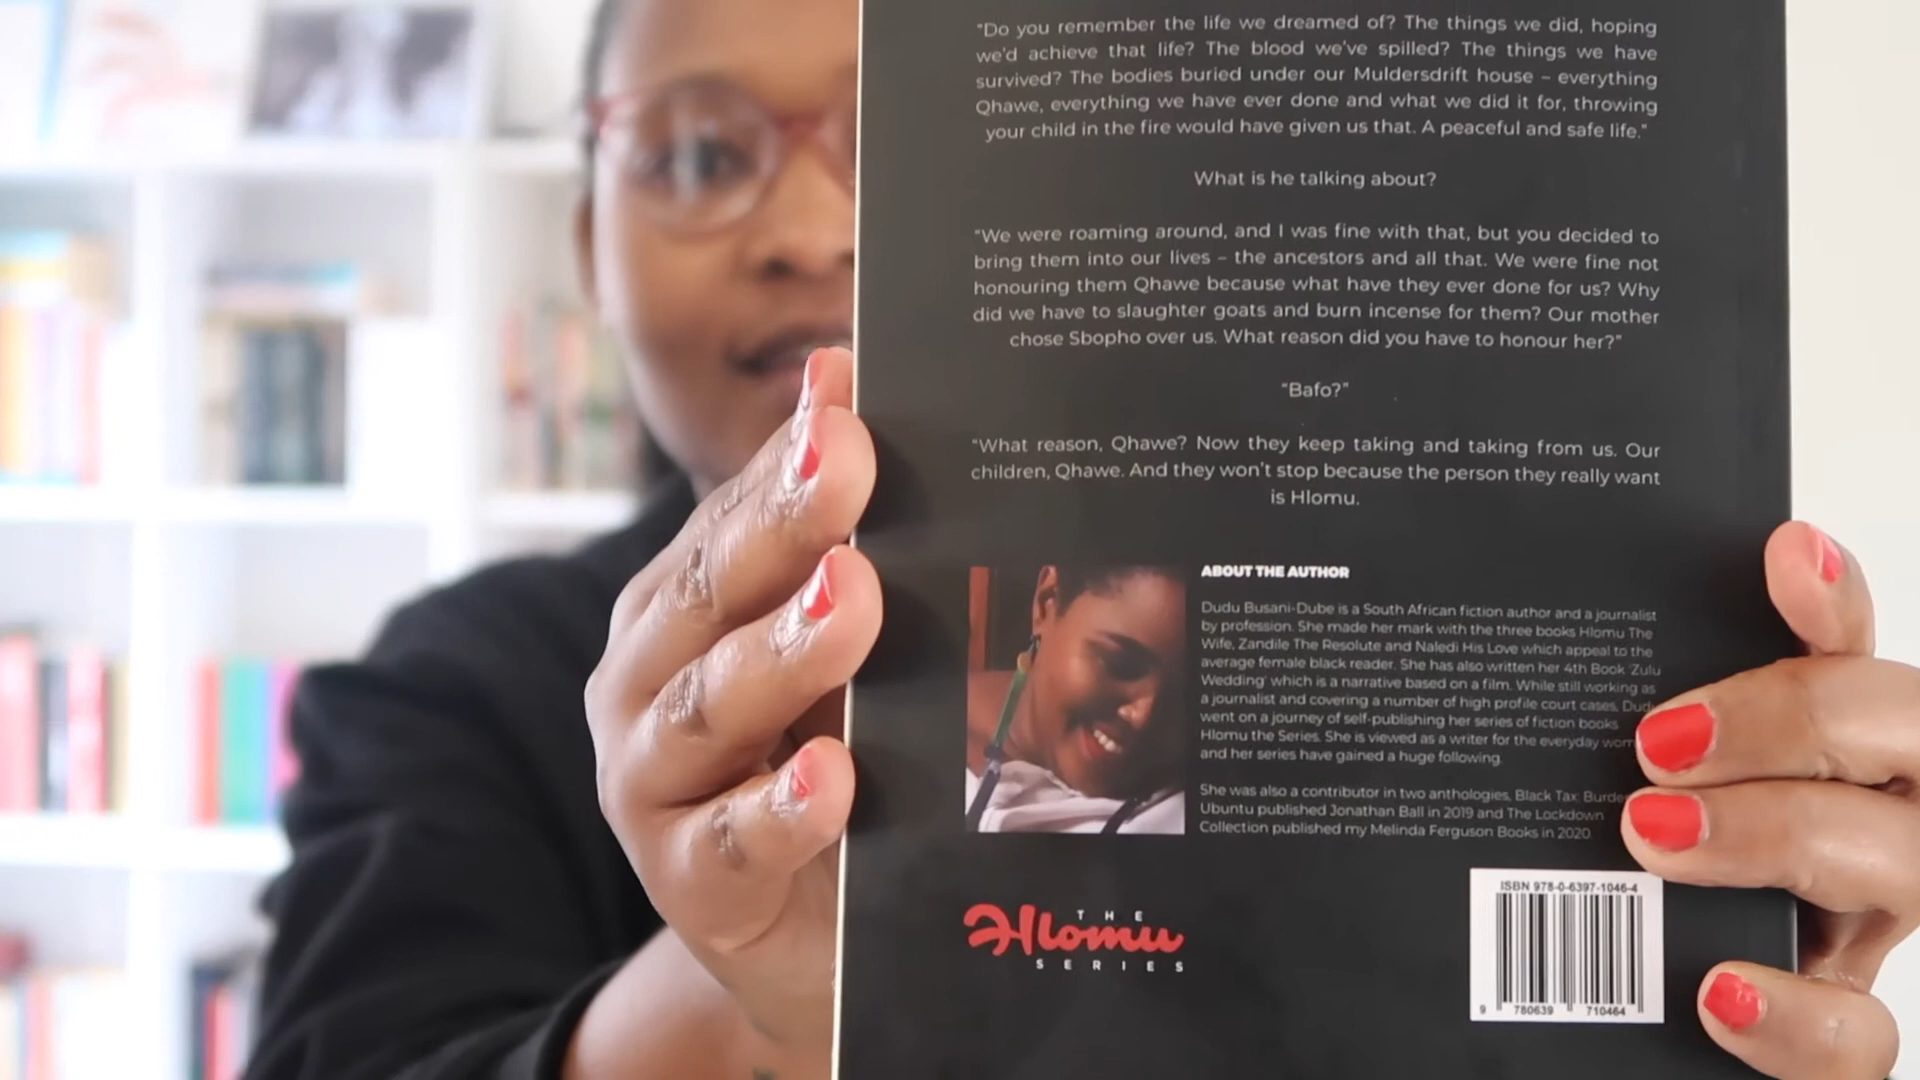 "Do you remember the life we dreamed of? The things we did, hoping
we'd achieve that life? The blood we've spilled? The things we have
survived? The bodies buried under our Muldersdrift house – everything
Qhawe, everything we have ever done and what we did it for, throwing
your child in the fire would have given us that. A peaceful and safe life."
What is he talking about?
"We were roaming around, and I was fine with that, but you decided to
bring them into our lives – the ancestors and all that. We were fine not
honouring them Qhawe because what have they ever done for us? Why
did we have to slaughter goats and burn incense for them? Our mother
chose Sbopho over us. What reason did you have to honour her?"
"Bafo?"
"What reason, Qhawe? Now they keep taking and taking from us. Our
children, Qhawe. And they won't stop because the person they really want
is Hlomu.
ABOUT THE AUTHOR
Dudu Busani-Dube is a South African fiction author and a journalist
by profession. She made her mark with the three books Hlomu The
Wife, Zandile The Resolute and Naledi His Love which appeal to the
average female black reader. She has also written her 4th Book 'Zulu
Wedding' which is a narrative based on a film. While still working as
a journalist and covering a number of high profile court cases, Dudu
went on a journey of self-publishing her series of fiction books
Hlomu the Series. She is viewed as a writer for the everyday wom
and her series have gained a huge following.
She was also a contributor in two anthologies, Black Tax: Burde
Ubuntu published Jonathan Ball in 2019 and The Lockdown
Collection published my Melinda Ferguson Books in 2020.
THE
Hlomu
SERIES
ISBN 978-0-6397-1046-4
9 780639 710464